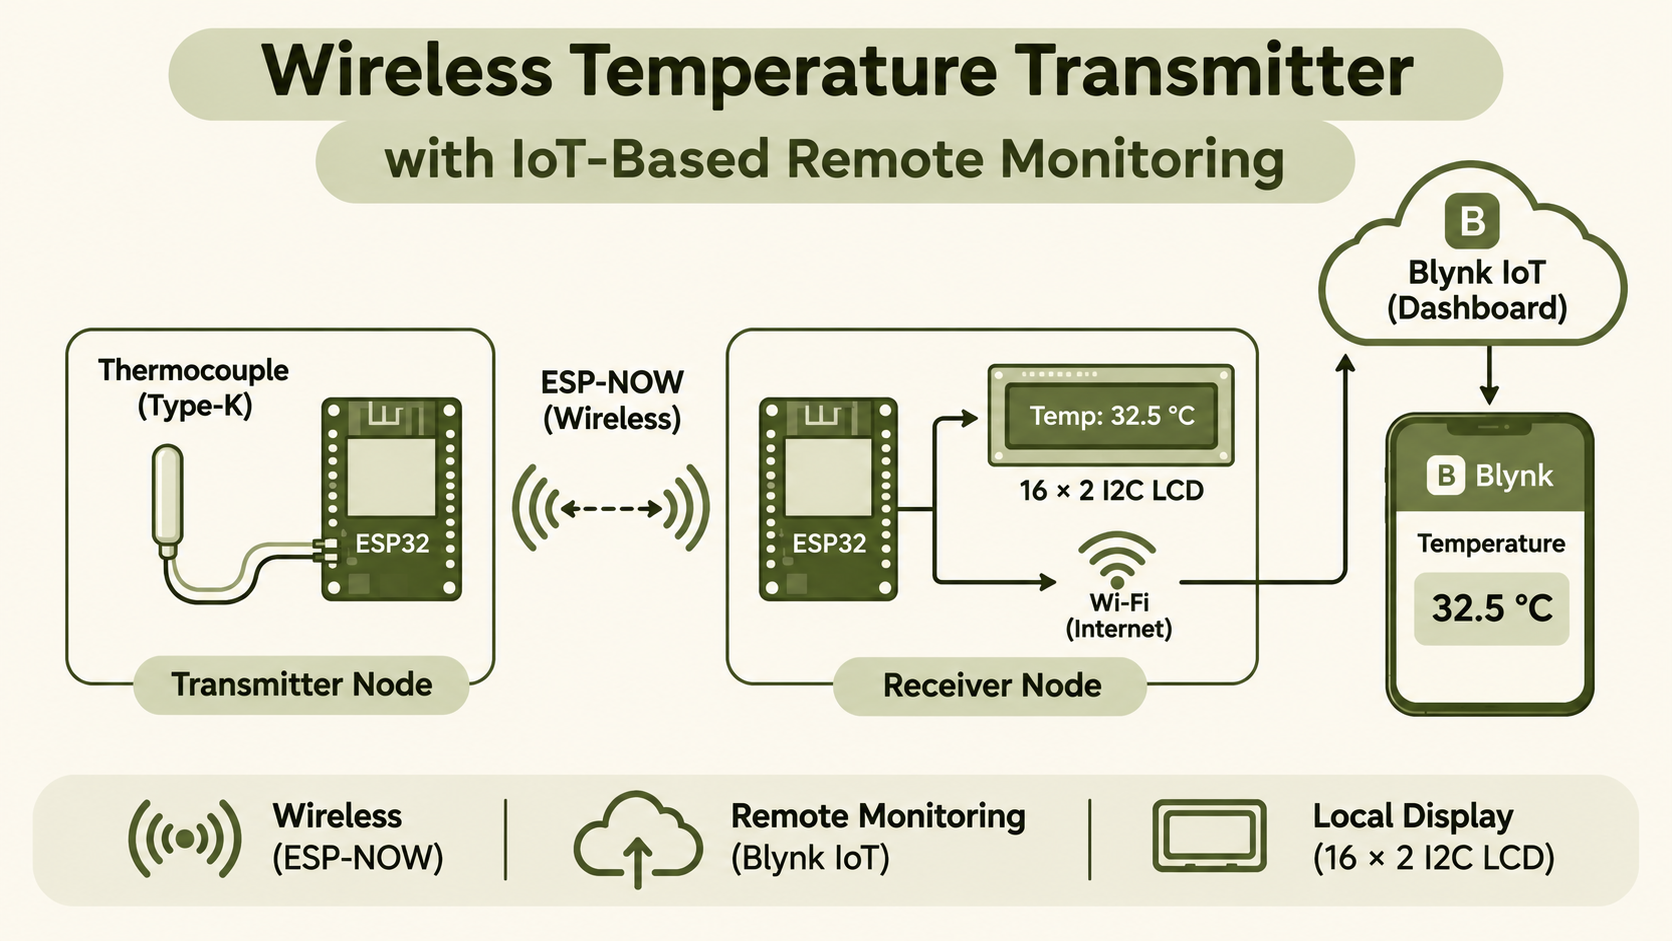 Wireless Temperature Transmitter
with IoT-Based Remote Monitoring
B
Blynk IoT
(Dashboard)
Thermocouple
(Type-K)
ESP32
Transmitter Node
ESP-NOW
(Wireless)
ESP32
Temp: 32.5 °C
16 × 2 I2C LCD
Wi-Fi
(Internet)
Receiver Node
B Blynk
Temperature
32.5 °C
Wireless
(ESP-NOW)
Remote Monitoring
(Blynk IoT)
Local Display
(16 × 2 I2C LCD)